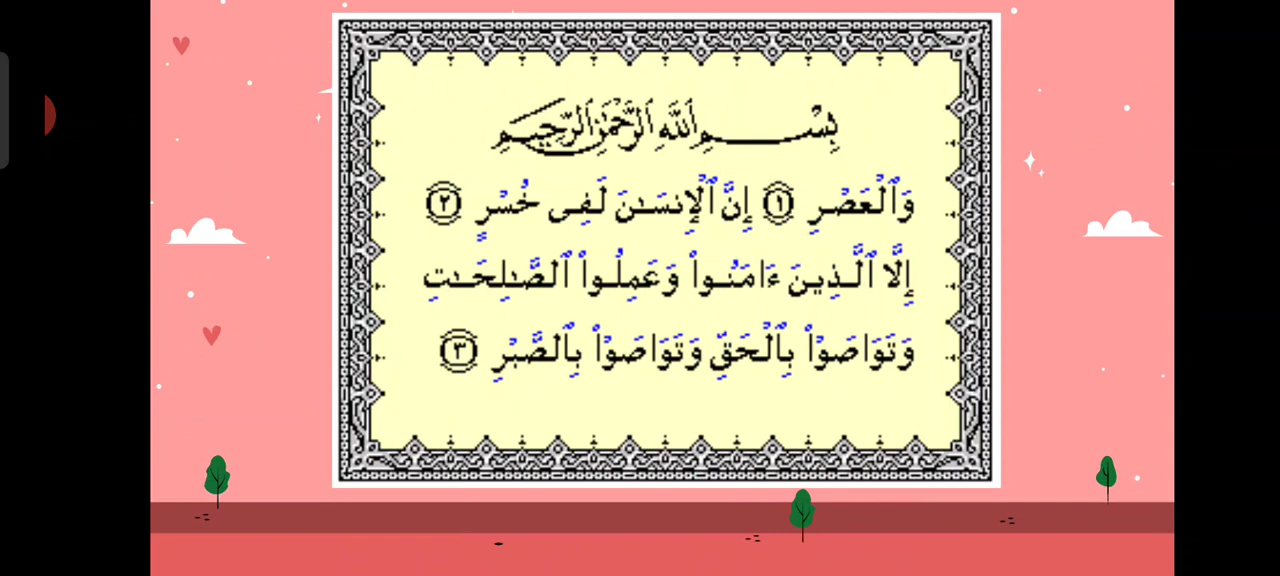 بِسْمِ ٱللَّهِ ٱلرَّحْمَٰنِ ٱلرَّحِيمِ
وَٱلْعَصْرِ ١ إِنَّ ٱلْإِنسَـٰنَ لَفِى خُسْرٍ ٢
إِلَّا ٱلَّذِينَ ءَامَنُوا۟ وَعَمِلُوا۟ ٱلصَّـٰلِحَـٰتِ
وَتَوَاصَوْا۟ بِٱلْحَقِّ وَتَوَاصَوْا۟ بِٱلصَّبْرِ ٣